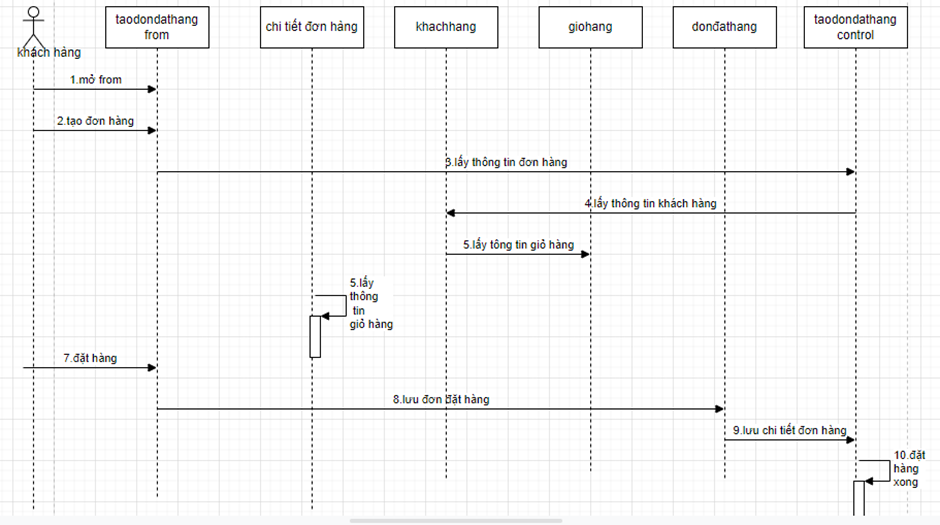 taodondathang
from
chi tiết đơn hàng
khachhang
giohang
donđathang
taodondathang
control
khách hàng
1.mở from
2.tạo đơn hàng
3.lấy thông tin đơn hàng
4.lấy thông tin khách hàng
5.lấy tông tin giỏ hàng
5.lấy
thông
tin
giỏ hàng
7.đặt hàng
8.lưu đơn đặt hàng
9.lưu chi tiết đơn hàng
10.đặt
hàng
xong